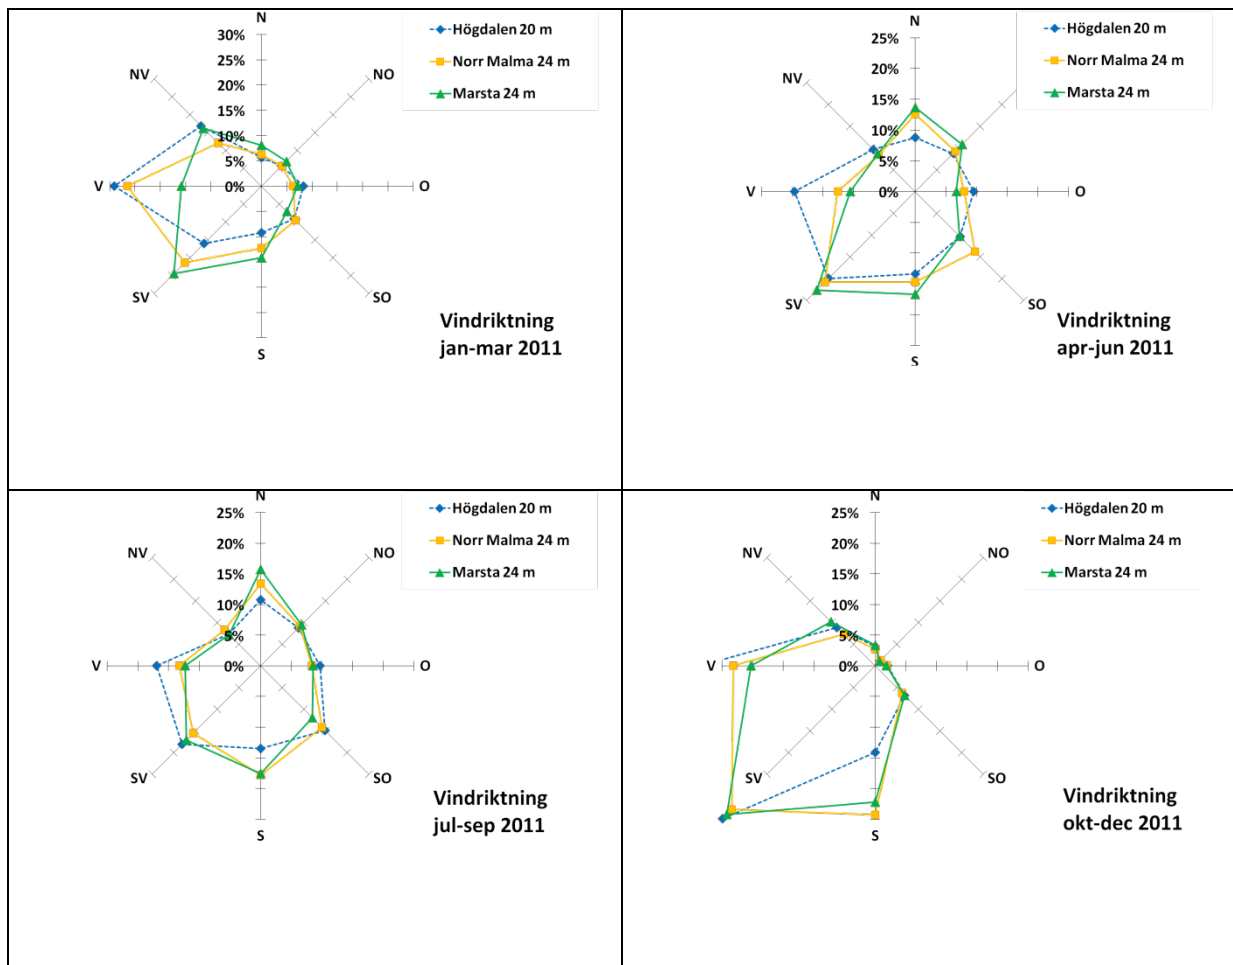 N
30%
25%
20%
15%
10%
5%
0%
NV
NO
V
O
SV
SO
S
Högdalen 20 m
Norr Malma 24 m
Marsta 24 m
Vindriktning
jan-mar 2011
N
25%
20%
15%
10%
5%
0%
NV
V
O
SV
SO
S
Högdalen 20 m
Norr Malma 24 m
Marsta 24 m
Vindriktning
apr-jun 2011
N
25%
20%
15%
10%
5%
0%
NV
NO
V
O
SV
SO
S
Högdalen 20 m
Norr Malma 24 m
Marsta 24 m
Vindriktning
jul-sep 2011
N
25%
20%
15%
10%
5%
0%
NV
NO
V
O
SV
SO
S
Högdalen 20 m
Norr Malma 24 m
Marsta 24 m
Vindriktning
okt-dec 2011